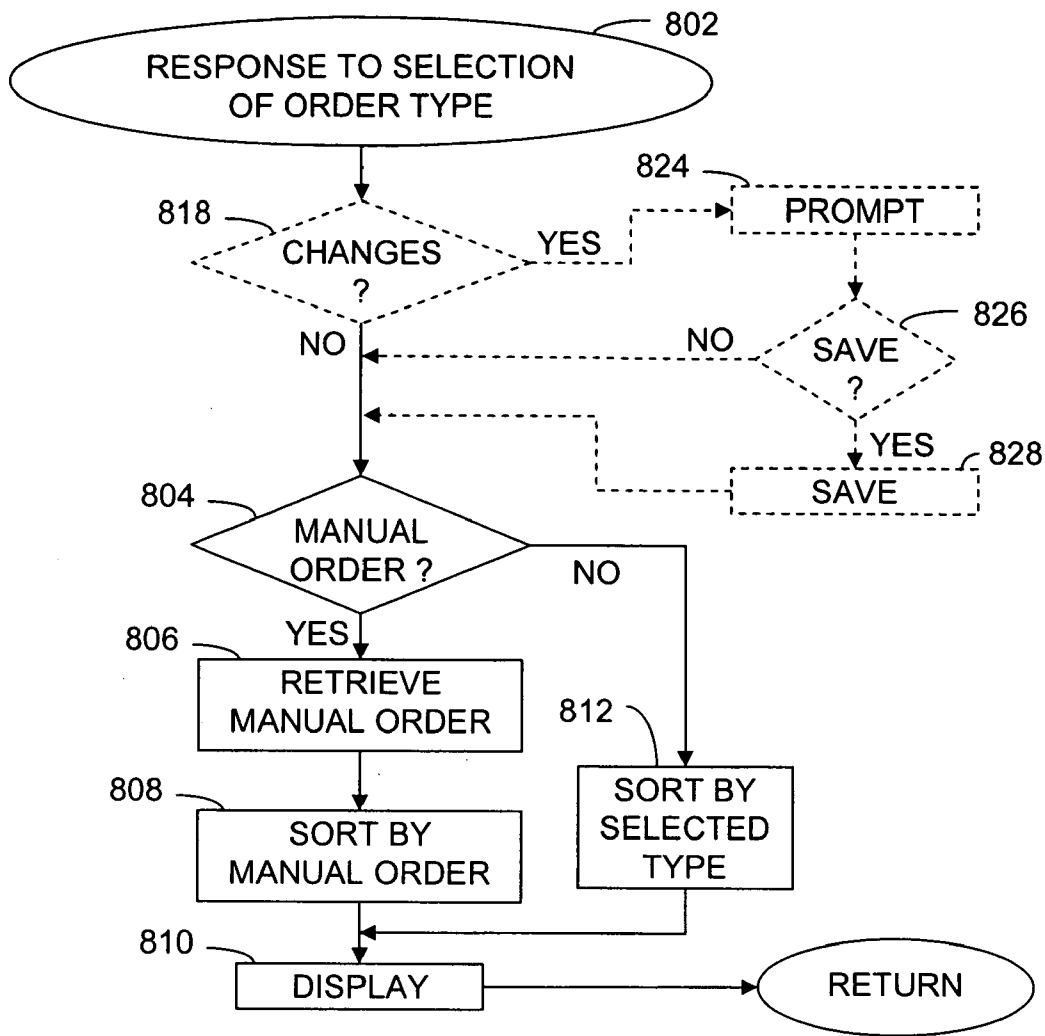 802
RESPONSE TO SELECTION
OF ORDER TYPE
824
PROMPT
818
CHANGES
?
YES
NO
826
SAVE
?
NO
YES
828
SAVE
804
MANUAL
ORDER ?
NO
YES
806
RETRIEVE
MANUAL ORDER
812
SORT BY
SELECTED
TYPE
808
SORT BY
MANUAL ORDER
810
DISPLAY
RETURN